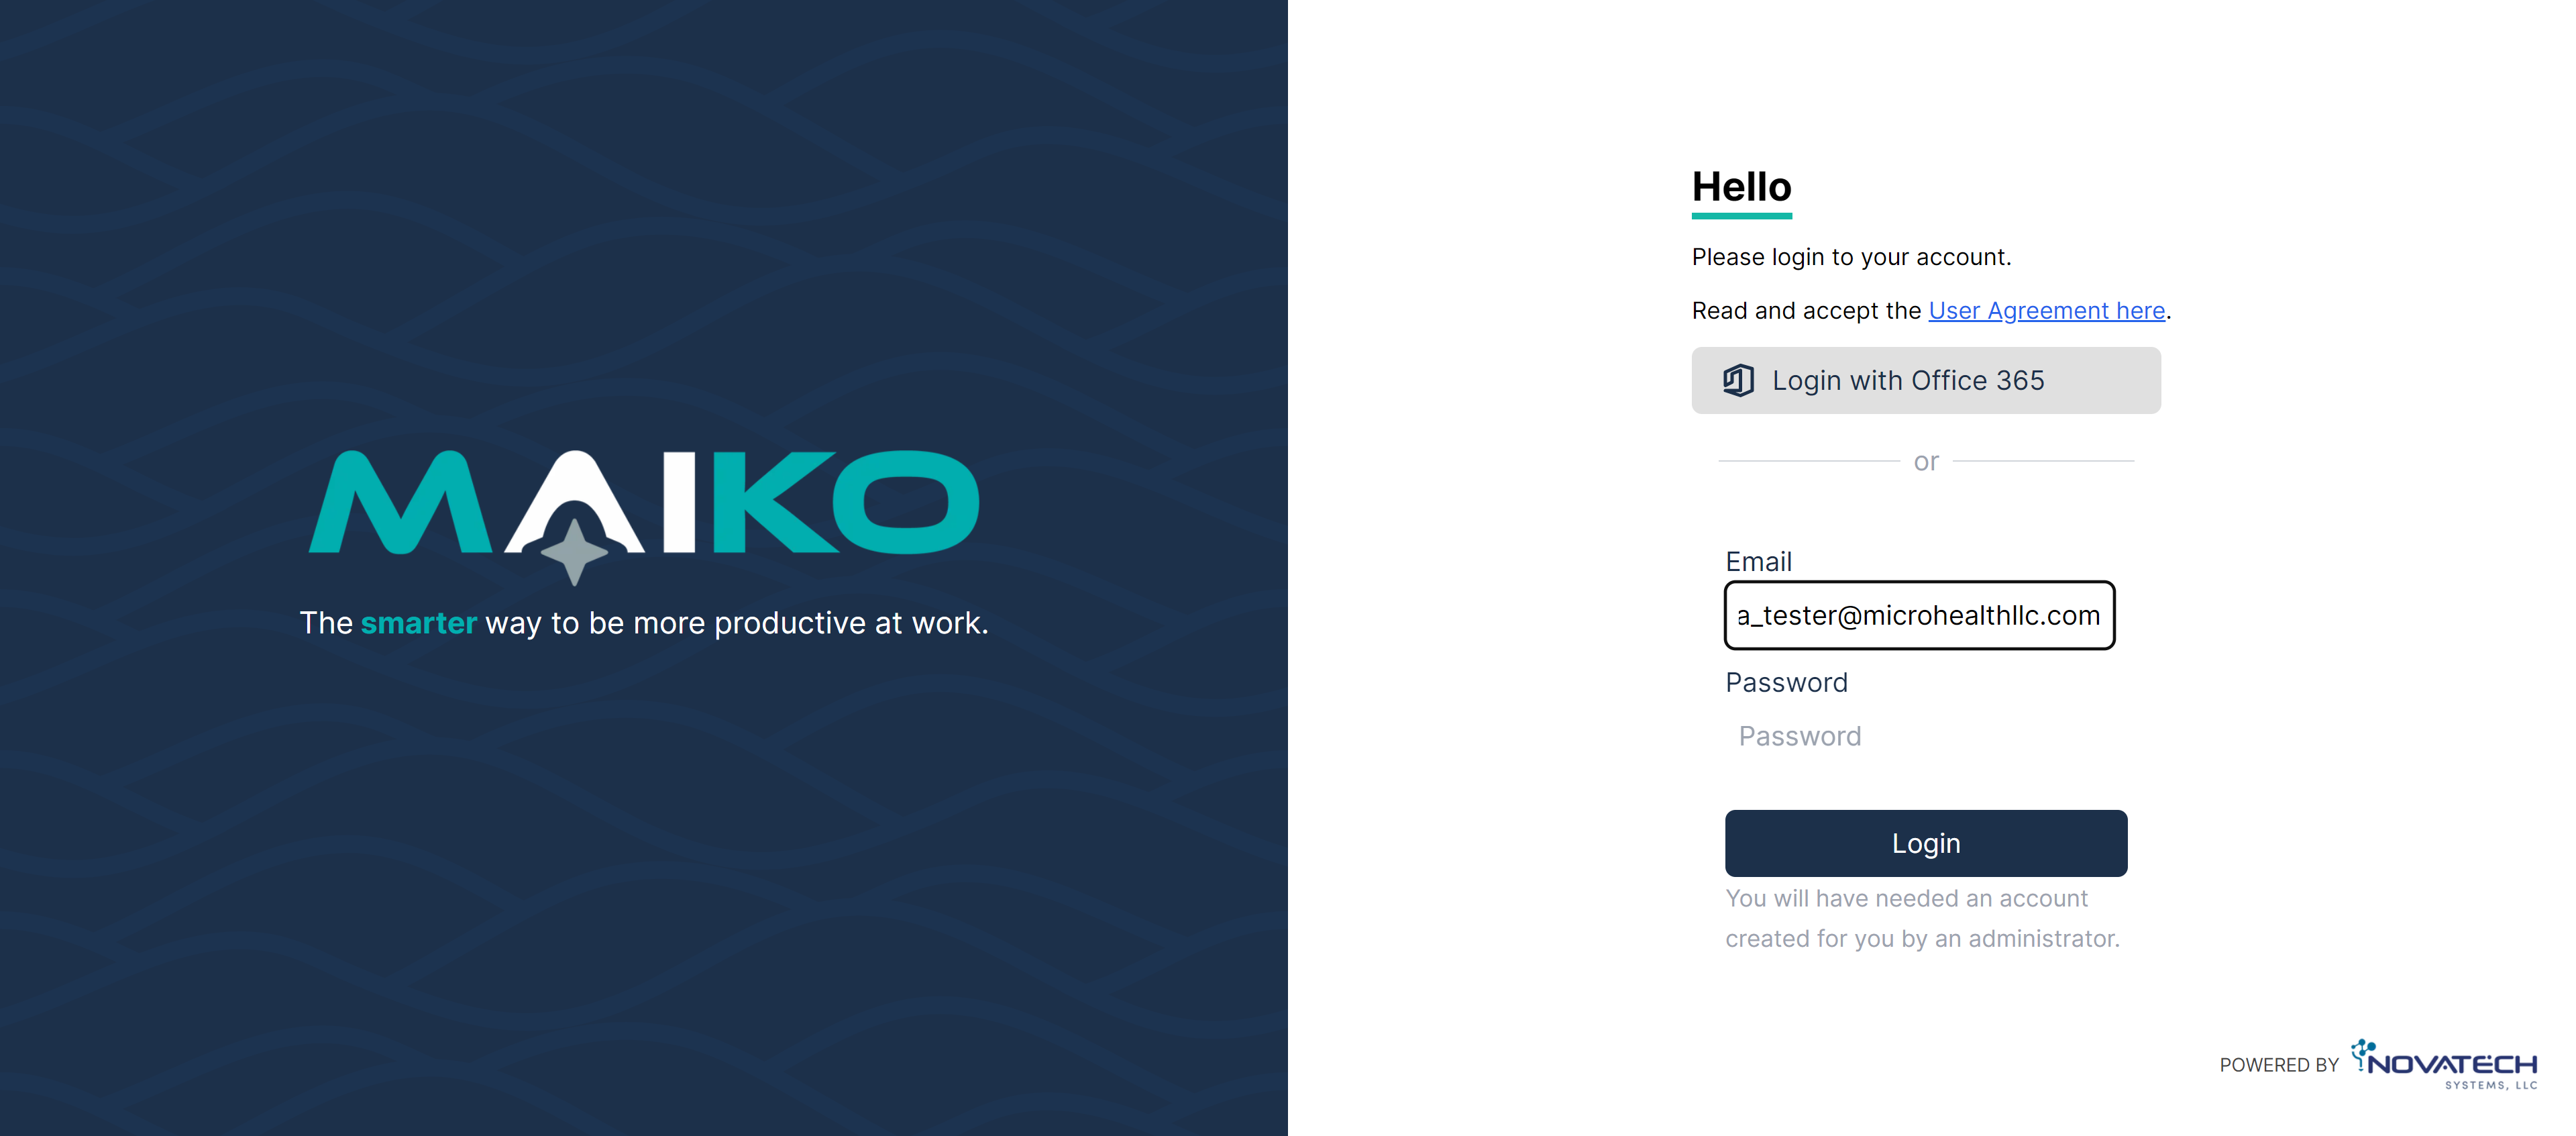 MAIKO
The smarter way to be more productive at work.
Hello
Please login to your account.
Read and accept the User Agreement here.
Login with Office 365
or
Email
a_tester@microhealthllc.com
Password
Password
Login
You will have needed an account
created for you by an administrator.
POWERED BY NOVATECH
SYSTEMS, LLC